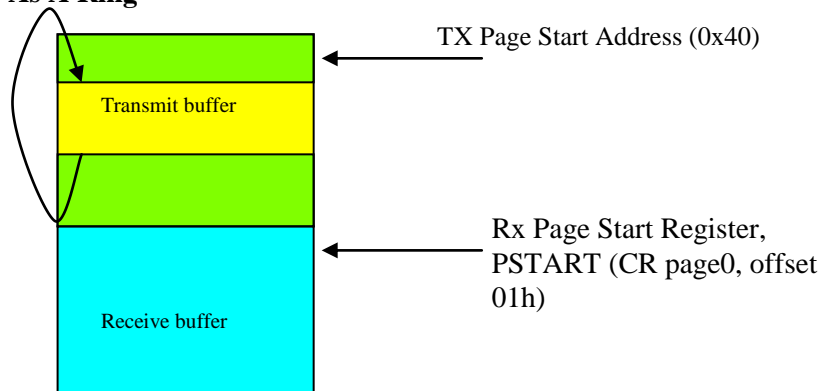 TX Page Start Address (0x40)
Transmit buffer
Rx Page Start Register,
PSTART (CR page0, offset
01h)
Receive buffer